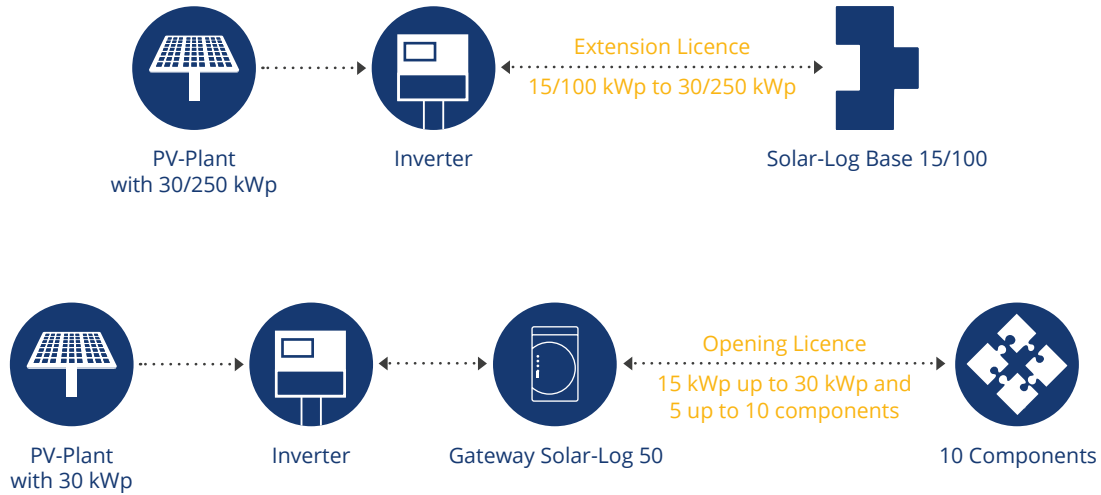 Extension Licence
15/100 kWp to 30/250 kWp
PV-Plant
with 30/250 kWp
Inverter
Solar-Log Base 15/100
Opening Licence
15 kWp up to 30 kWp and
5 up to 10 components
PV-Plant
with 30 kWp
Inverter
Gateway Solar-Log 50
10 Components